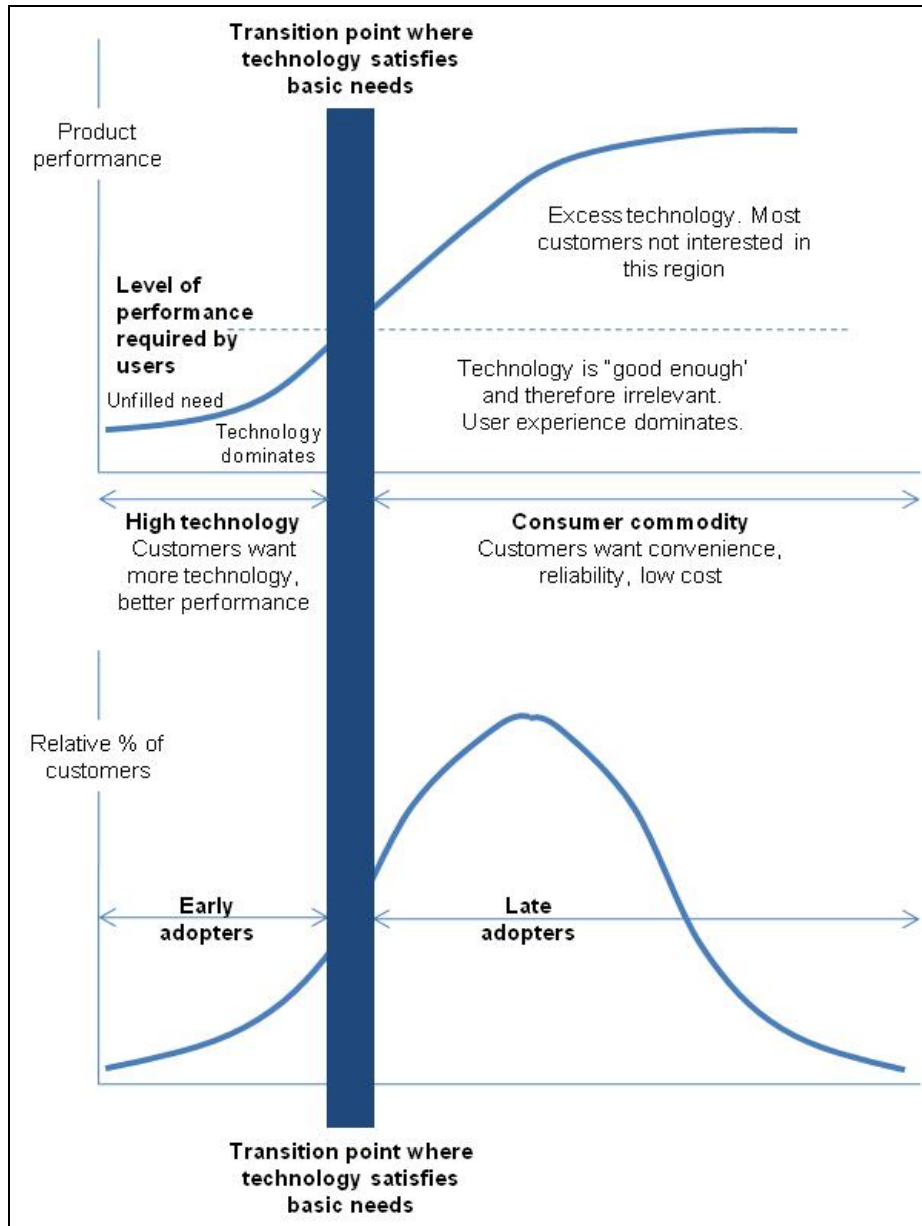 Transition point where
technology satisfies
basic needs
Product
performance
Excess technology. Most
customers not interested in
this region
Level of
performance
required by
users
Unfilled need
Technology
dominates
Technology is "good enough'
and therefore irrelevant.
User experience dominates.
High technology
Customers want
more technology,
better performance
Consumer commodity
Customers want convenience,
reliability, low cost
Relative % of
customers
Early
adopters
Late
adopters
Transition point where
technology satisfies
basic needs